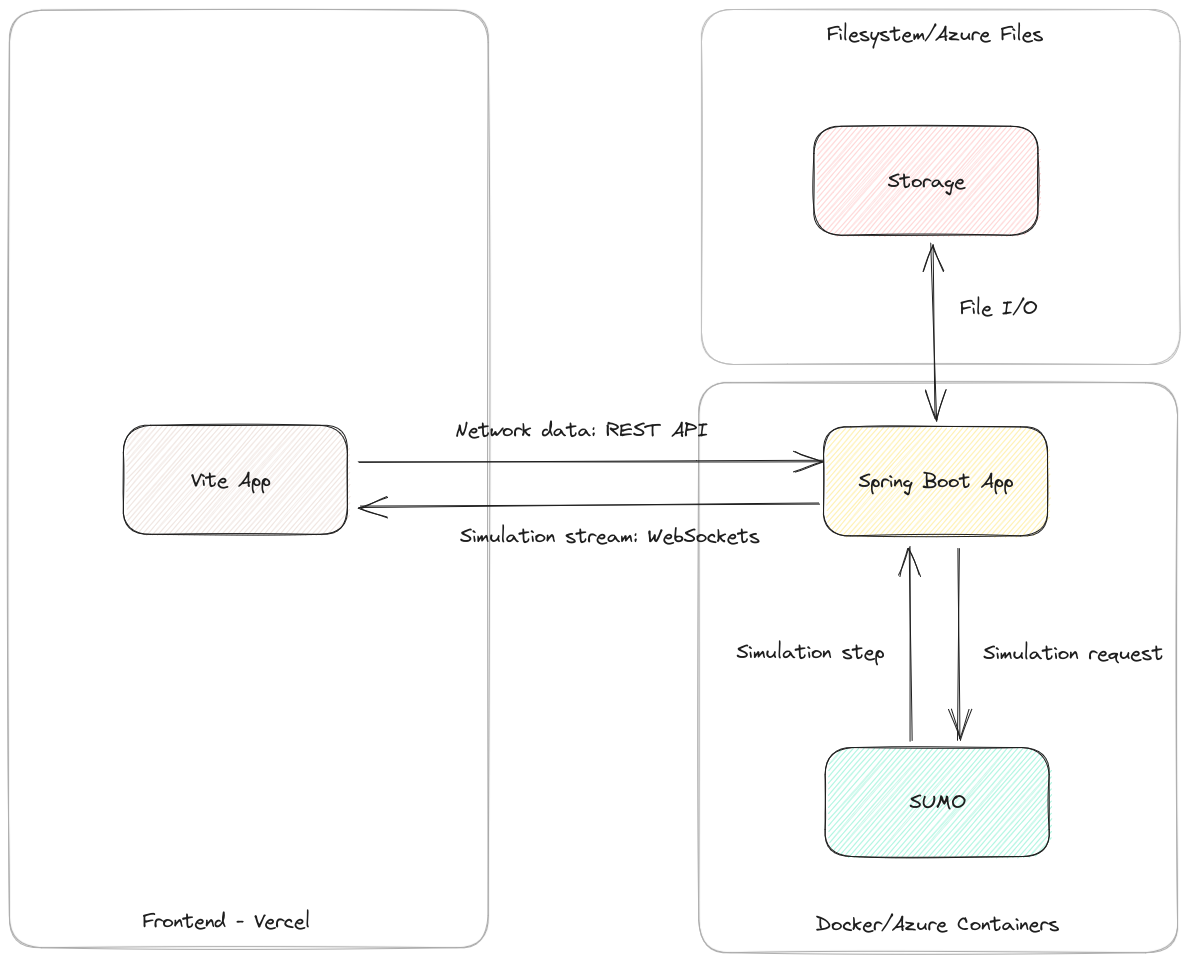 Filesystem/Azure Files
Storage
File I/O
Network data: REST API
Vite App
Spring Boot App
Simulation stream: WebSockets
Simulation step
Simulation request
SUMO
Frontend - Vercel
Docker/Azure Containers